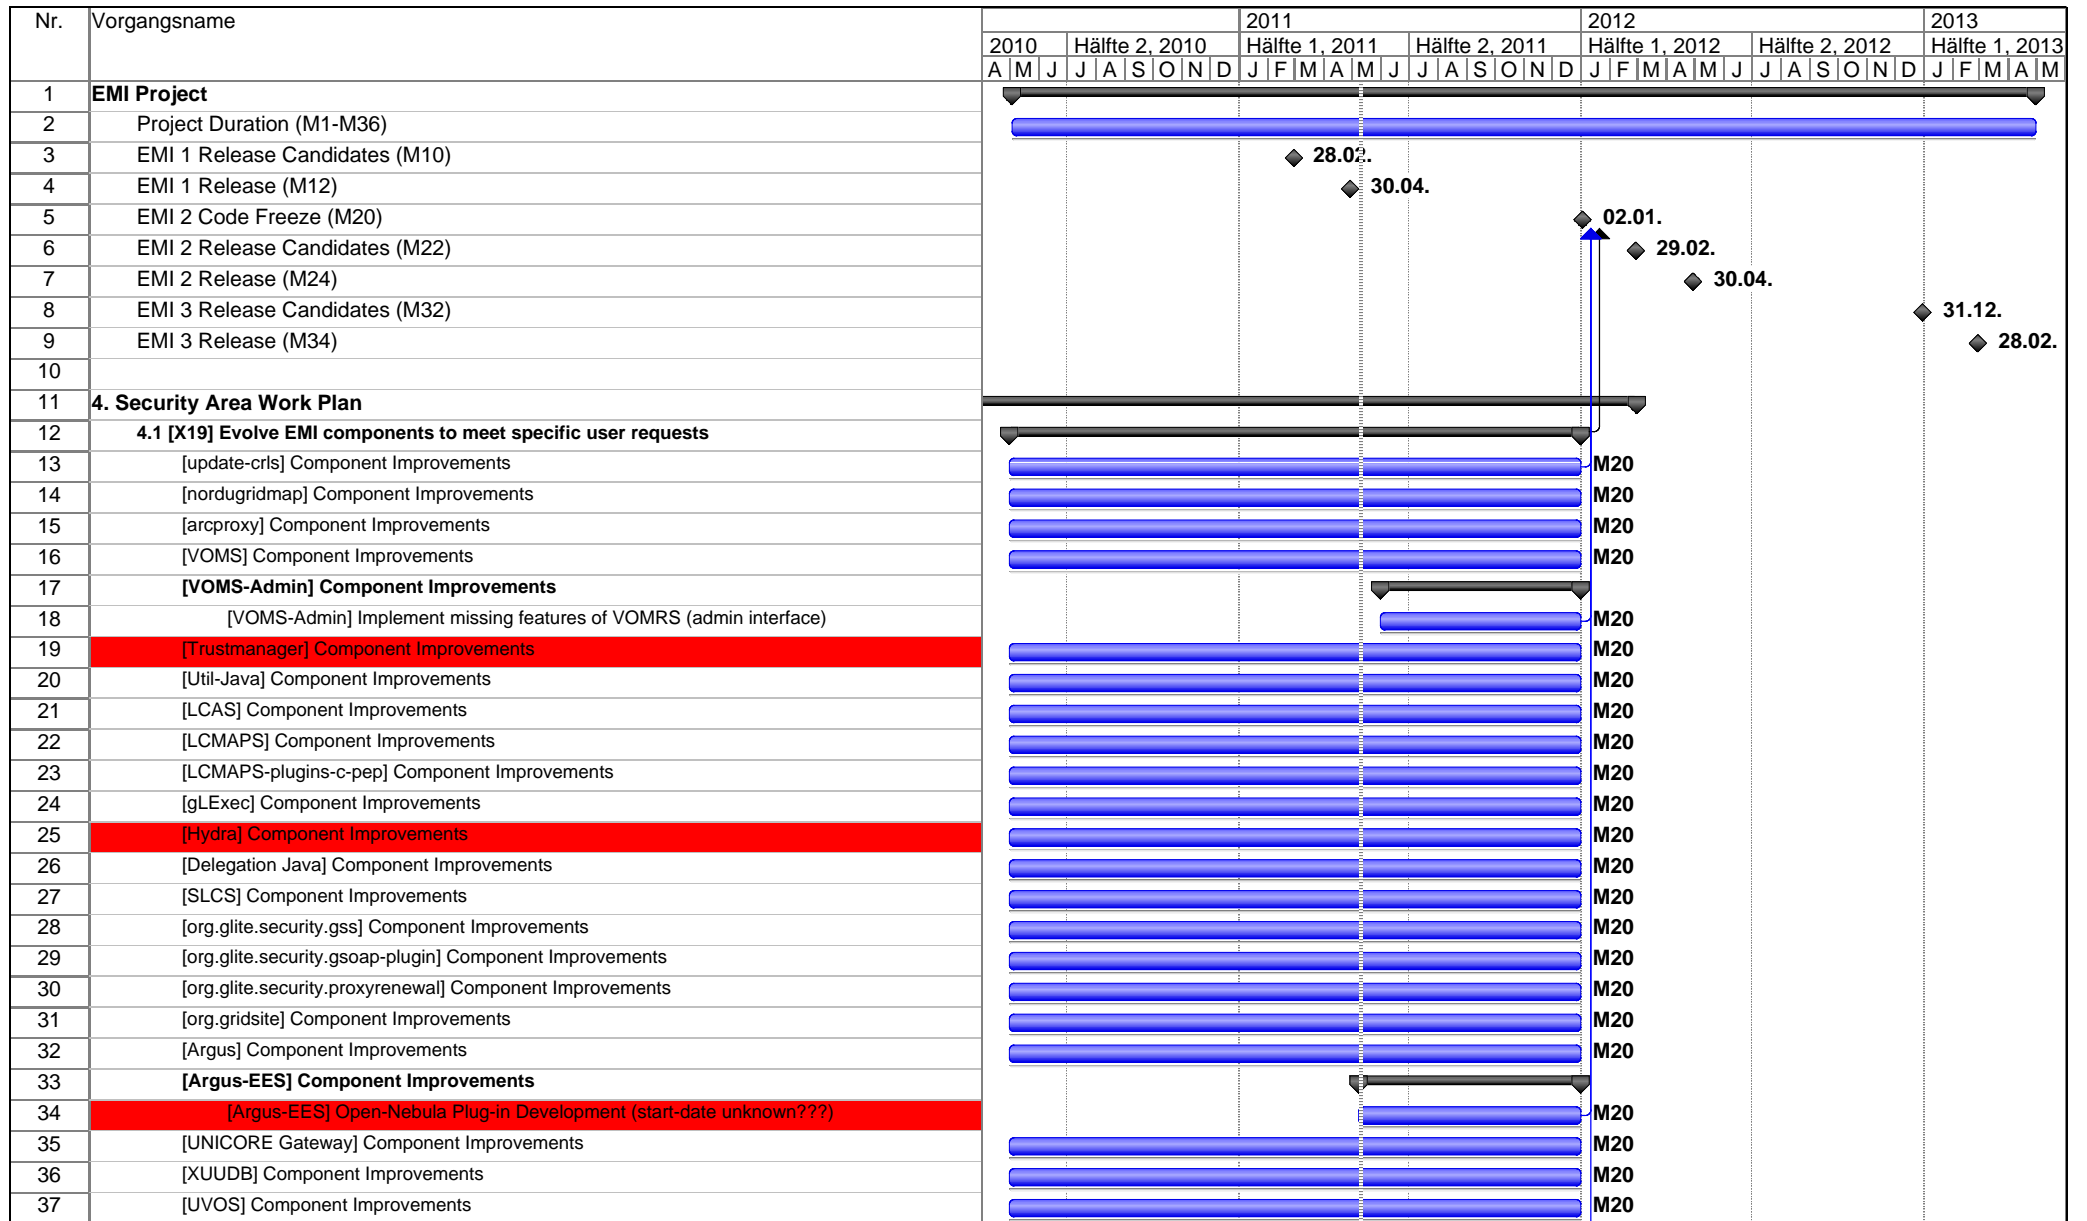 Nr. Vorgangsname 2011 2012 2013
2010 Hälfte 2, 2010 Hälfte 1, 2011 Hälfte 2, 2011 Hälfte 1, 2012 Hälfte 2, 2012 Hälfte 1, 2013
A M J J A S O N D J F M A M J J A S O N D J F M A M J J A S O N D J F M A M
1 EMI Project
2 Project Duration (M1-M36)
3 EMI 1 Release Candidates (M10) 28.02.
4 EMI 1 Release (M12) 30.04.
5 EMI 2 Code Freeze (M20) 02.01.
6 EMI 2 Release Candidates (M22) 29.02.
7 EMI 2 Release (M24) 30.04.
8 EMI 3 Release Candidates (M32) 31.12.
9 EMI 3 Release (M34) 28.02.
10
11 4. Security Area Work Plan
12 4.1 [X19] Evolve EMI components to meet specific user requests
13 [update-crls] Component Improvements M20
14 [nordugridmap] Component Improvements M20
15 [arcproxy] Component Improvements M20
16 [VOMS] Component Improvements M20
17 [VOMS-Admin] Component Improvements
18 [VOMS-Admin] Implement missing features of VOMRS (admin interface) M20
19 [Trustmanager] Component Improvements M20
20 [Util-Java] Component Improvements M20
21 [LCAS] Component Improvements M20
22 [LCMAPS] Component Improvements M20
23 [LCMAPS-plugins-c-pep] Component Improvements M20
24 [gLExec] Component Improvements M20
25 [Hydra] Component Improvements M20
26 [Delegation Java] Component Improvements M20
27 [SLCS] Component Improvements M20
28 [org.glite.security.gss] Component Improvements M20
29 [org.glite.security.gsoap-plugin] Component Improvements M20
30 [org.glite.security.proxyrenewal] Component Improvements M20
31 [org.gridsite] Component Improvements M20
32 [Argus] Component Improvements M20
33 [Argus-EES] Component Improvements
34 [Argus-EES] Open-Nebula Plug-in Development (start-date unknown???) M20
35 [UNICORE Gateway] Component Improvements M20
36 [XUUDB] Component Improvements M20
37 [UVOS] Component Improvements M20